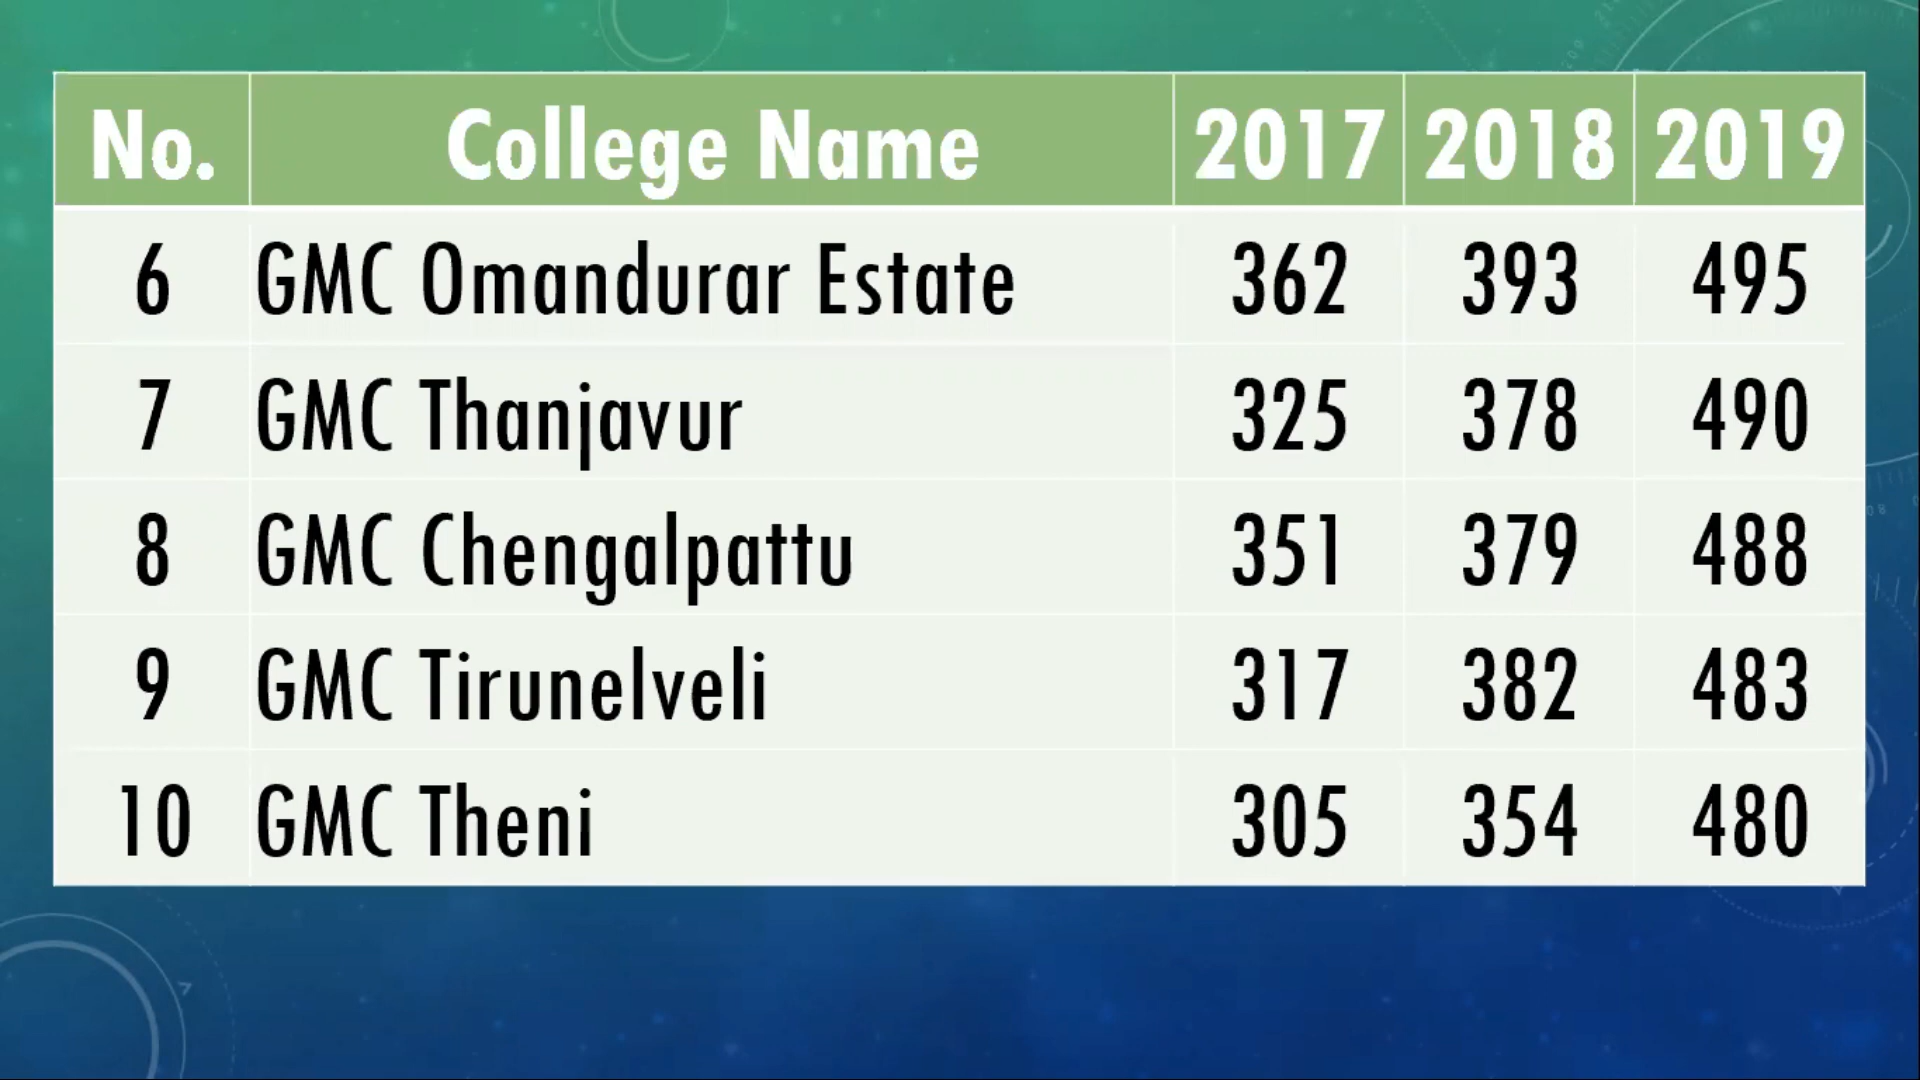 No. College Name 2017 2018 2019
6 GMC Omandurar Estate 362 393 495
7 GMC Thanjavur 325 378 490
8 GMC Chengalpattu 351 379 488
9 GMC Tirunelveli 317 382 483
10 GMC Theni 305 354 480